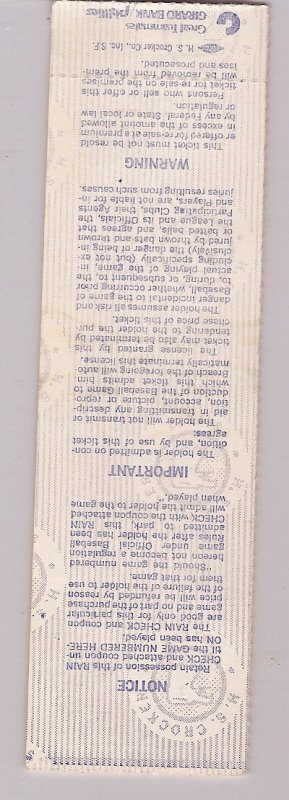 NOTICE
Retain possession of this RAIN
CHECK and attached coupon un-
til the GAME NUMBERED HERE-
ON has been played.
The RAIN CHECK and coupon
are good only for this particular
game and no part of the purchase
price will be refunded by reason
of the failure of the holder to use
them for that game.
"Should the game numbered
hereon not become a regulation
game under Official Baseball
Rules after the holder has been
admitted to park, this RAIN
CHECK with the coupon attached
will admit the holder to the game
when played".
IMPORTANT
The holder is admitted on con-
dition, and by use of this ticket
agrees:
The holder will not transmit or
aid in transmitting any descrip-
tion, account, picture or repro-
duction of the Baseball Game to
which this ticket admits him
Breach of the foregoing will auto-
matically terminate this license.
The license granted by this
ticket may also be terminated by
tendering to the holder the pur-
chase price of this ticket.
The holder assumes all risk and
danger incidental to the game of
Baseball, whether occurring prior
to, during, or subsequent to, the
actual playing of the game, in-
cluding specifically (but not ex-
clusively) the danger of being in-
jured by thrown bats and thrown
or batted balls, and agrees that
the League and its Officials, the
Participating Clubs, their Agents
and Players, are not liable for in-
juries resulting from such causes.
WARNING
This ticket must not be resold
or offered for re-sale at a premium
in excess of the amount allowed
by any Federal, State or local law
or regulation.
Persons who sell or offer this
ticket for re-sale on the premises
will be removed from the prem-
ises and prosecuted.
H. S. Crocker Co., Inc., S.F.
Great Teammates
GIRARD BANK/phillies
H. S. CROCKER